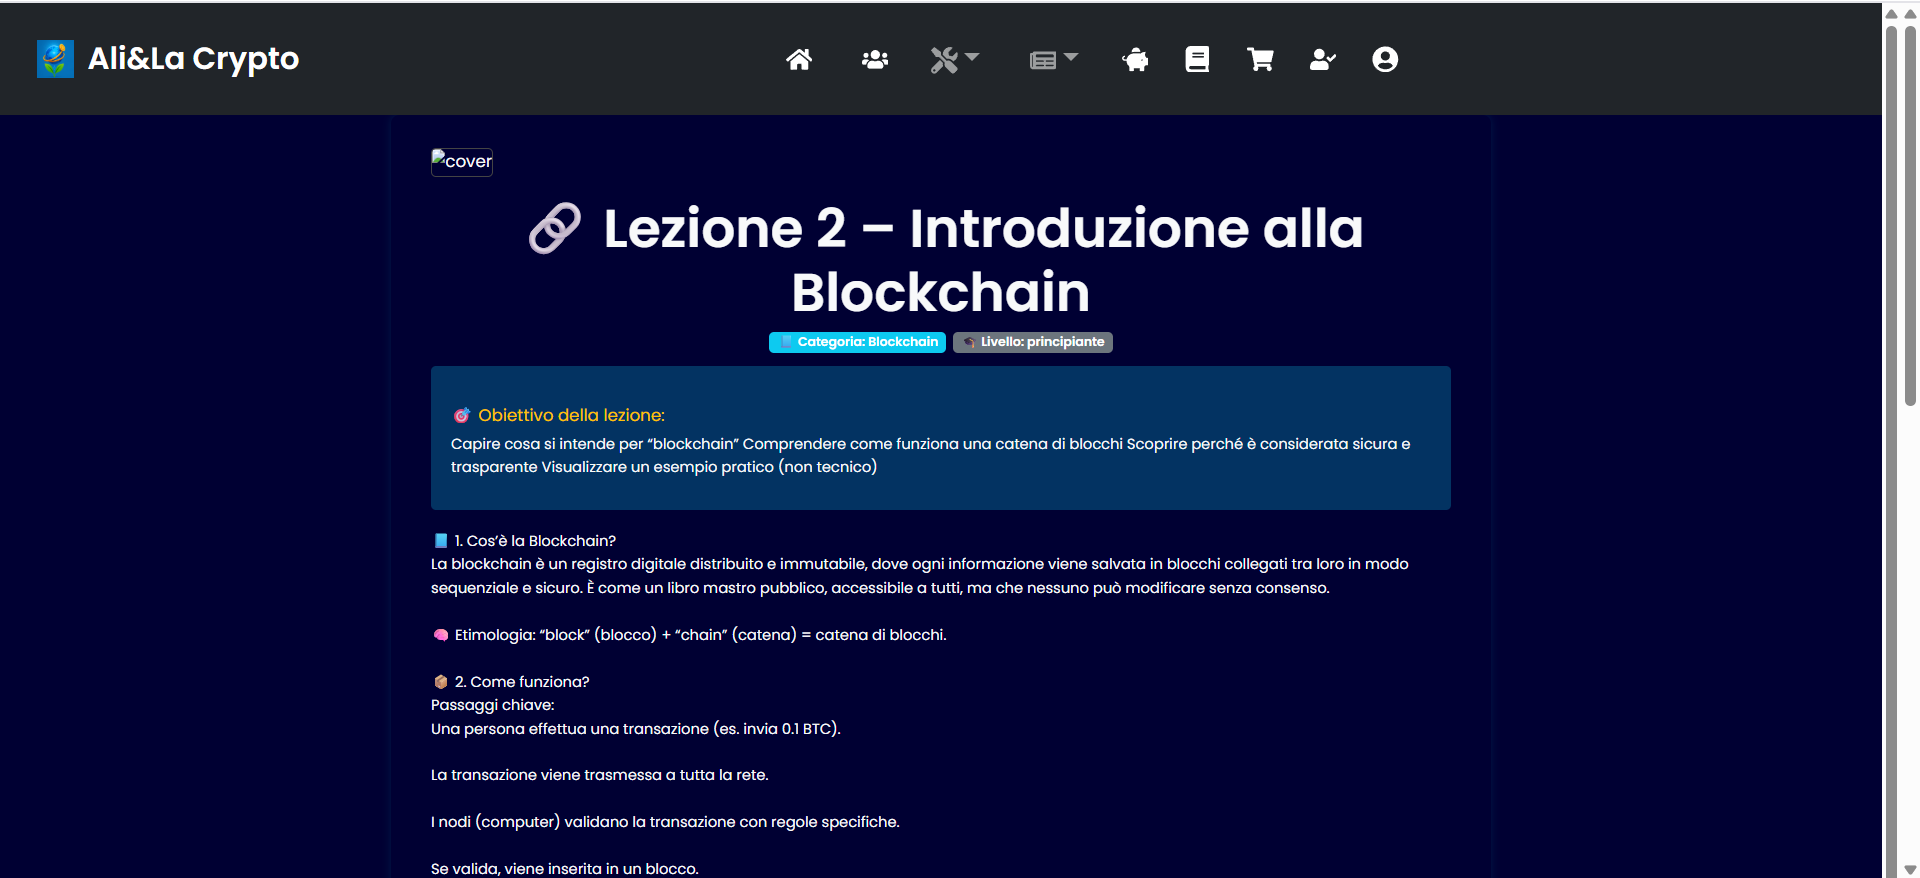 Ali&La Crypto
cover
Lezione 2 – Introduzione alla
Blockchain
Categoria: Blockchain Livello: principiante
Obiettivo della lezione:
Capire cosa si intende per “blockchain” Comprendere come funziona una catena di blocchi Scoprire perché è considerata sicura e
trasparente Visualizzare un esempio pratico (non tecnico)
1. Cos’è la Blockchain?
La blockchain è un registro digitale distribuito e immutabile, dove ogni informazione viene salvata in blocchi collegati tra loro in modo
sequenziale e sicuro. È come un libro mastro pubblico, accessibile a tutti, ma che nessuno può modificare senza consenso.
Etimologia: “block” (blocco) + “chain” (catena) = catena di blocchi.
2. Come funziona?
Passaggi chiave:
Una persona effettua una transazione (es. invia 0.1 BTC).
La transazione viene trasmessa a tutta la rete.
I nodi (computer) validano la transazione con regole specifiche.
Se valida, viene inserita in un blocco.